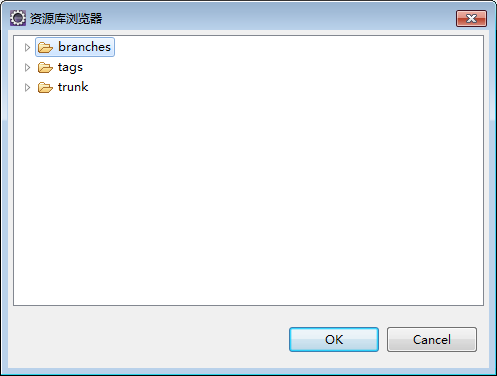 资源库浏览器
branches
tags
trunk
OK
Cancel